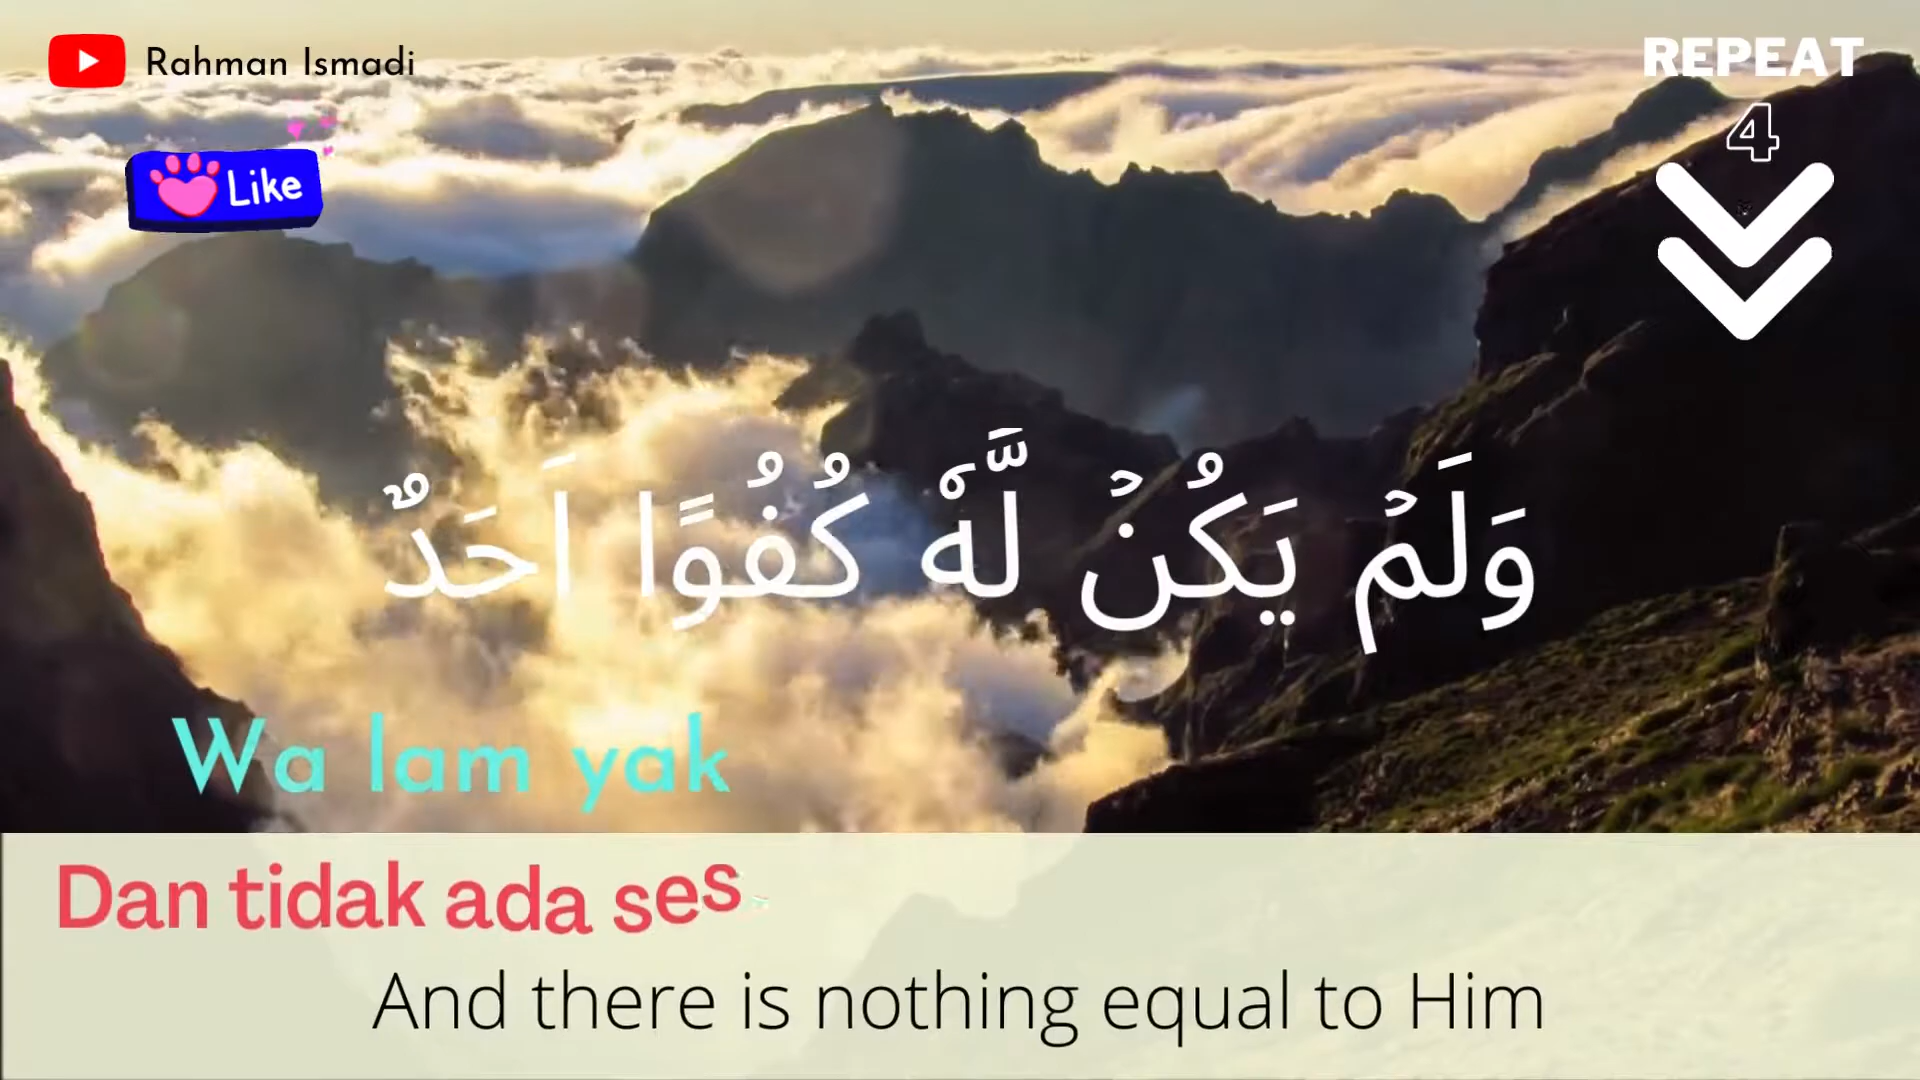 Rahman Ismadi
REPEAT
4
Like
وَلَمۡ يَكُنۡ لَّهٗ كُفُوًا اَحَدٌ
Wa lam yak
Dan tidak ada ses
And there is nothing equal to Him